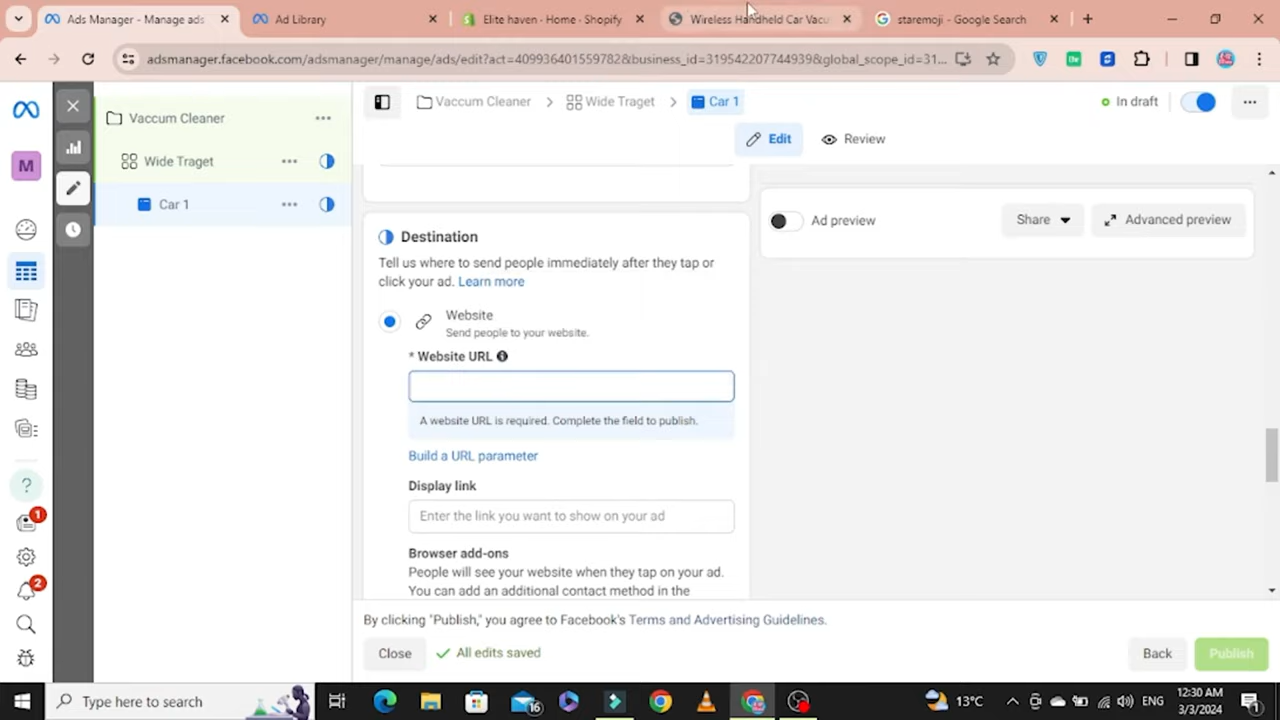 Ads Manager - Manage ads
Ad Library
Elite haven - Home · Shopify
Wireless Handheld Car Vacu
staremoji - Google Search
adsmanager.facebook.com/adsmanager/manage/ads/edit?act=409936401559782&business_id=319542207744939&global_scope_id=31...
Vaccum Cleaner
Wide Traget
Car 1
In draft
Edit
Review
M
Vaccum Cleaner
Wide Traget
Car 1
Destination
Tell us where to send people immediately after they tap or
click your ad. Learn more
Website
Send people to your website.
* Website URL
A website URL is required. Complete the field to publish.
Build a URL parameter
Display link
Enter the link you want to show on your ad
Browser add-ons
People will see your website when they tap on your ad.
You can add an additional contact method in the
Ad preview
Share
Advanced preview
1
2
By clicking "Publish," you agree to Facebook's Terms and Advertising Guidelines.
Close
All edits saved
Back
Publish
Type here to search
16
13°C
ENG
12:30 AM
3/3/2024
1